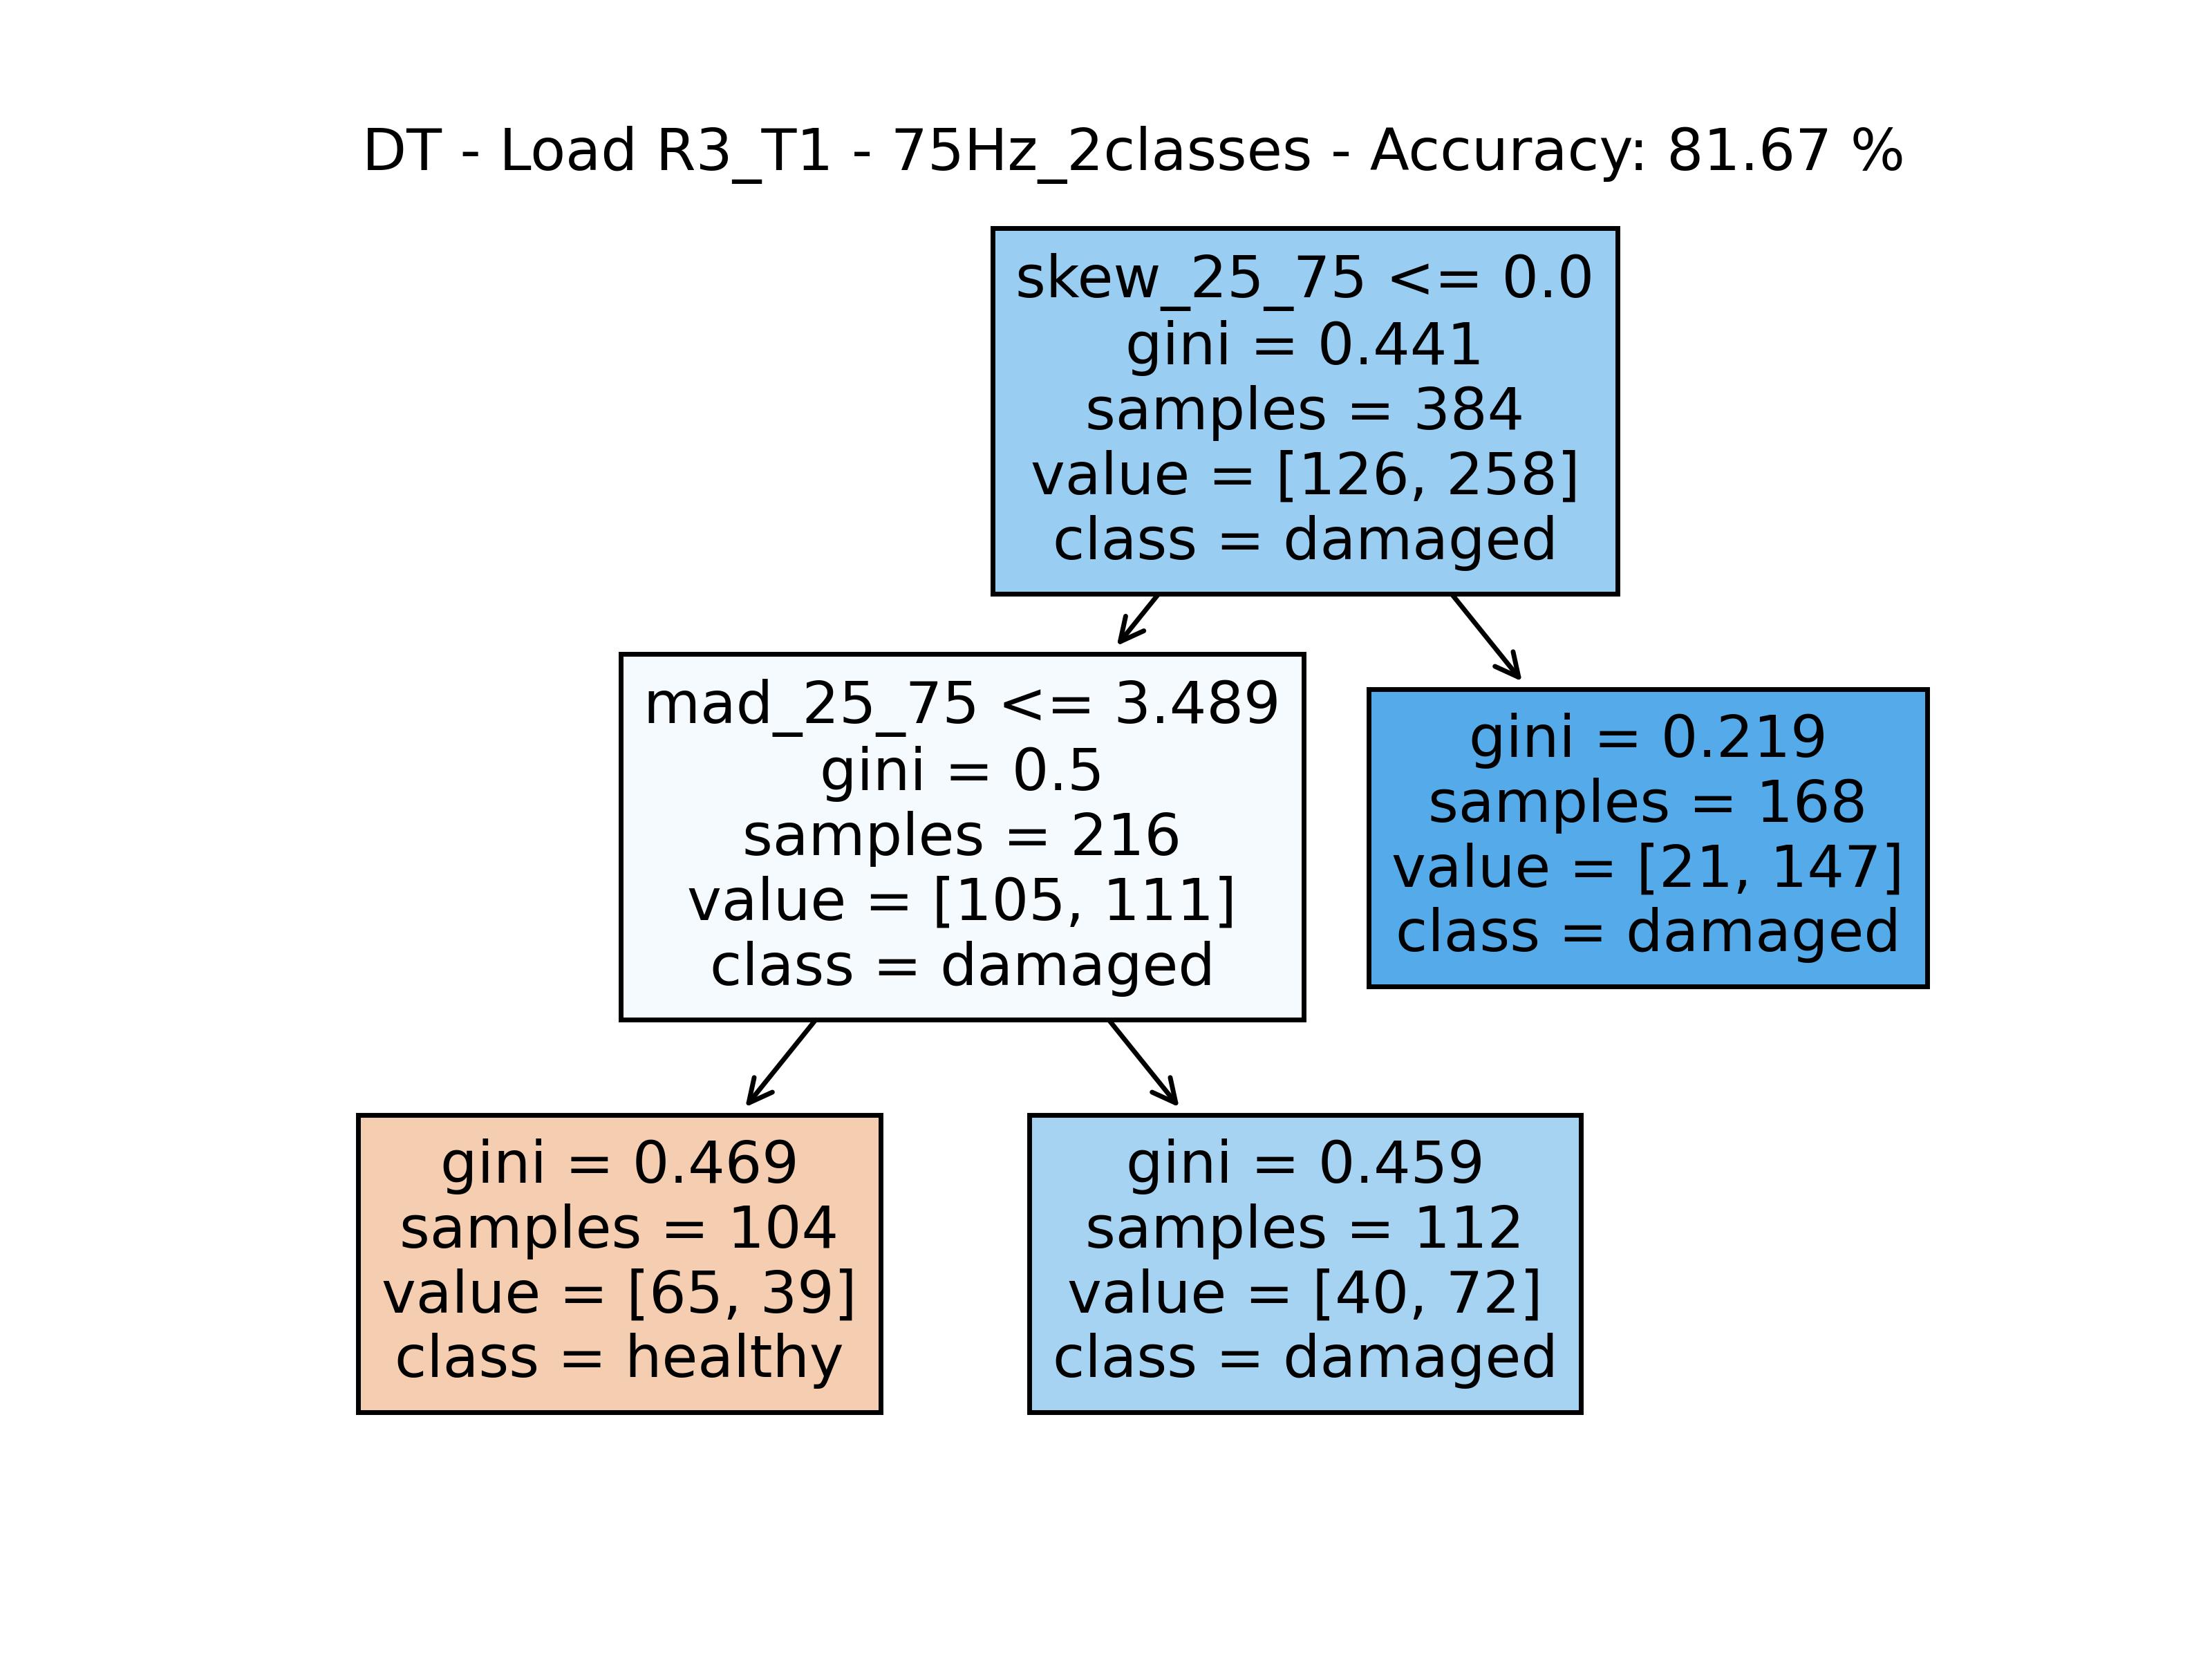 DT - Load R3_T1 - 75Hz_2classes - Accuracy: 81.67 %
skew_25_75 <= 0.0
gini = 0.441
samples = 384
value = [126, 258]
class = damaged
mad_25_75 <= 3.489
gini = 0.5
samples = 216
value = [105, 111]
class = damaged
gini = 0.219
samples = 168
value = [21, 147]
class = damaged
gini = 0.469
samples = 104
value = [65, 39]
class = healthy
gini = 0.459
samples = 112
value = [40, 72]
class = damaged